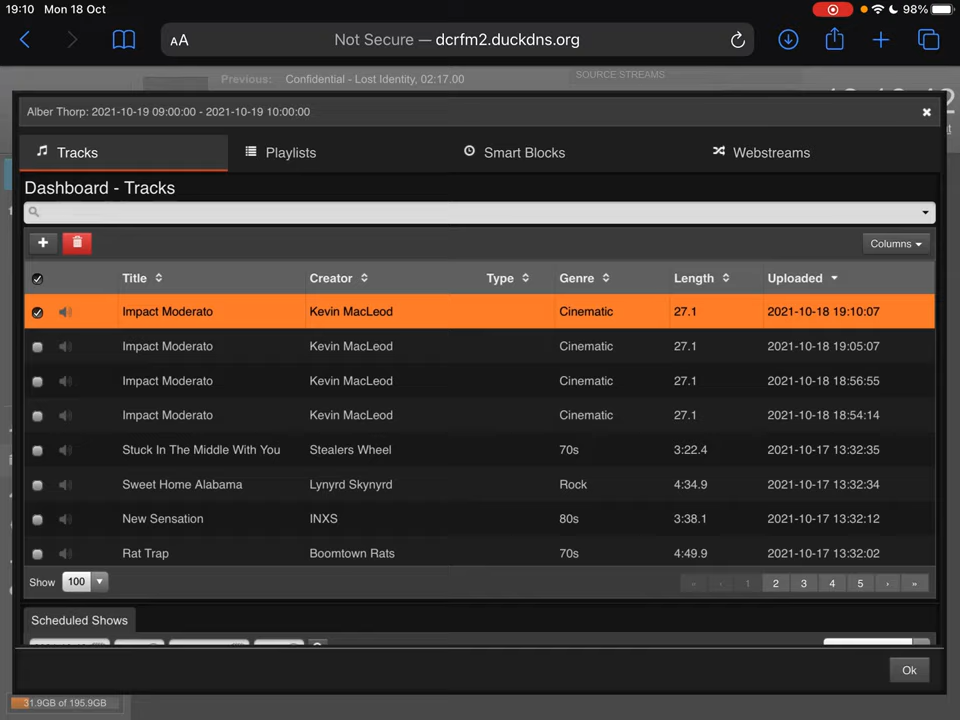 19:10 Mon 18 Oct
98%
AA
Not Secure — dcrfm2.duckdns.org
Previous: Confidential - Lost Identity, 02.17.00
SOURCE STREAMS
Alber Thorp: 2021-10-19 09:00:00 - 2021-10-19 10:00:00
Tracks Playlists Smart Blocks Webstreams
Dashboard - Tracks
Columns
Title Creator Type Genre Length Uploaded
Impact Moderato Kevin MacLeod Cinematic 27.1 2021-10-18 19:10:07
Impact Moderato Kevin MacLeod Cinematic 27.1 2021-10-18 19:05:07
Impact Moderato Kevin MacLeod Cinematic 27.1 2021-10-18 18:56:55
Impact Moderato Kevin MacLeod Cinematic 27.1 2021-10-18 18:54:14
Stuck In The Middle With You Stealers Wheel 70s 3:22.4 2021-10-17 13:32:35
Sweet Home Alabama Lynyrd Skynyrd Rock 4:34.9 2021-10-17 13:32:34
New Sensation INXS 80s 3:38.1 2021-10-17 13:32:12
Rat Trap Boomtown Rats 70s 4:49.9 2021-10-17 13:32:02
Show 100 « ‹ 1 2 3 4 5 › »
Scheduled Shows
Ok
31.9GB of 195.9GB